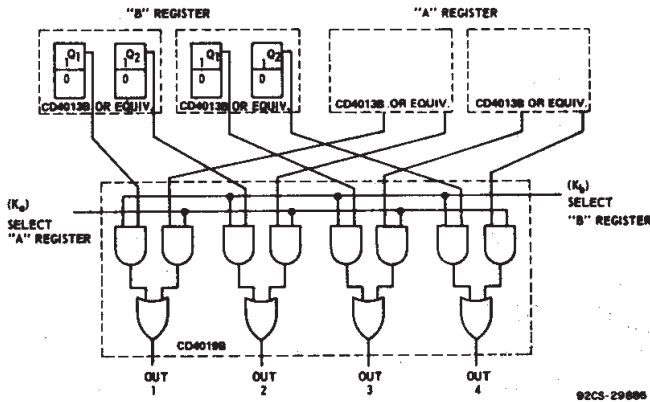 "B" REGISTER
"A" REGISTER
1 Q1
0
1 Q2
0
1 Q1
0
1 Q2
0
CD4013B OR EQUIV.
CD4013B OR EQUIV.
CD4013B OR EQUIV.
CD4013B OR EQUIV.
(Ka)
SELECT
"A" REGISTER
(Kb)
SELECT
"B" REGISTER
CD4019B
OUT
1
OUT
2
OUT
3
OUT
4
92CS-29886